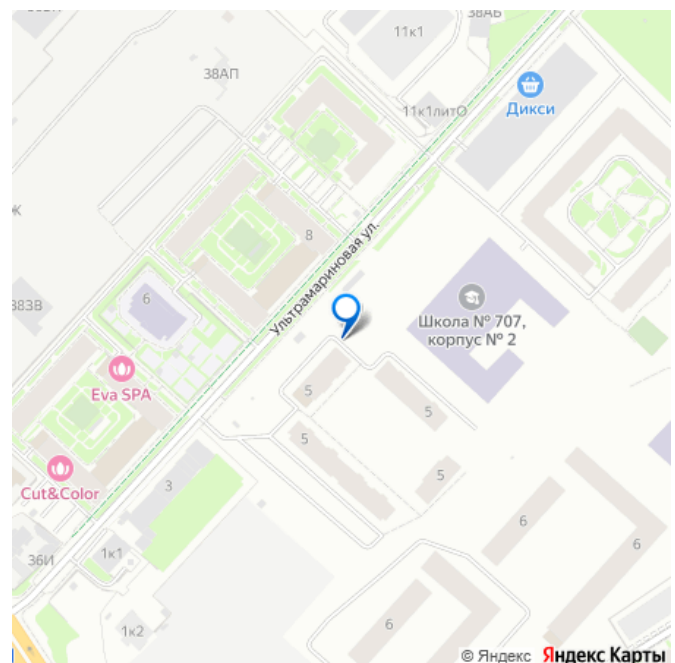 38АБ
11к1
38АП
Дикси
11к1литО
8
Ультрамариновая ул.
Ж
383В
6
Школа № 707,
корпус № 2
Eva SPA
5
5
5
5
Cut&Color
3
6
6
36И
1к1
6
1к2
© Яндекс Яндекс Карты